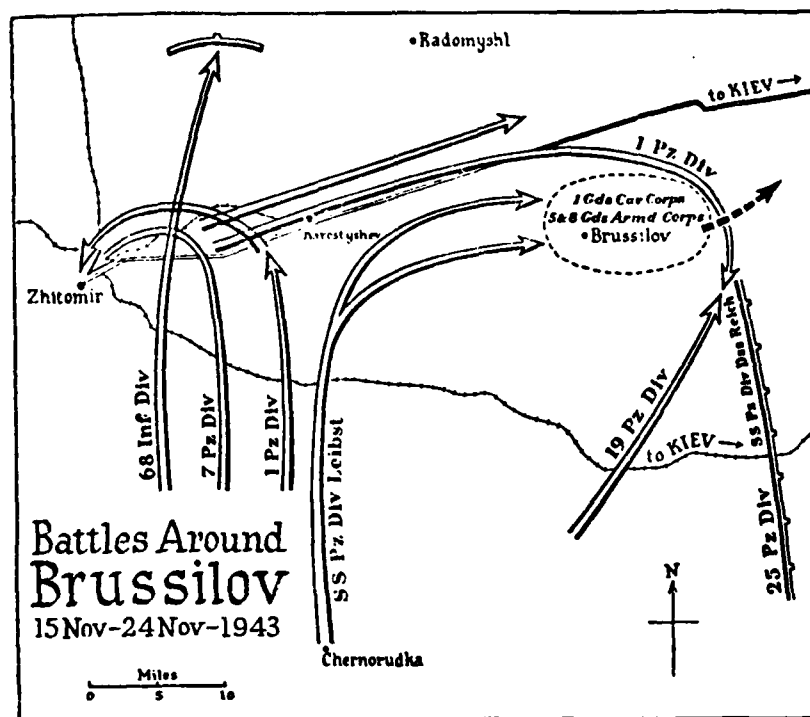 Radomyshl
to KIEV →
1 Pz Div
1 Gds Cav Corps
5&8 Gds Armd Corps
Brussilov
Zhitomir
68 Inf Div
7 Pz Div
1 Pz Div
SS Pz Div Leibst
19 Pz Div
SS Pz Div Das Reich
to KIEV →
25 Pz Div
Battles Around
Brussilov
15 Nov-24 Nov-1943
Miles
0 5 10
N
Chernorudka